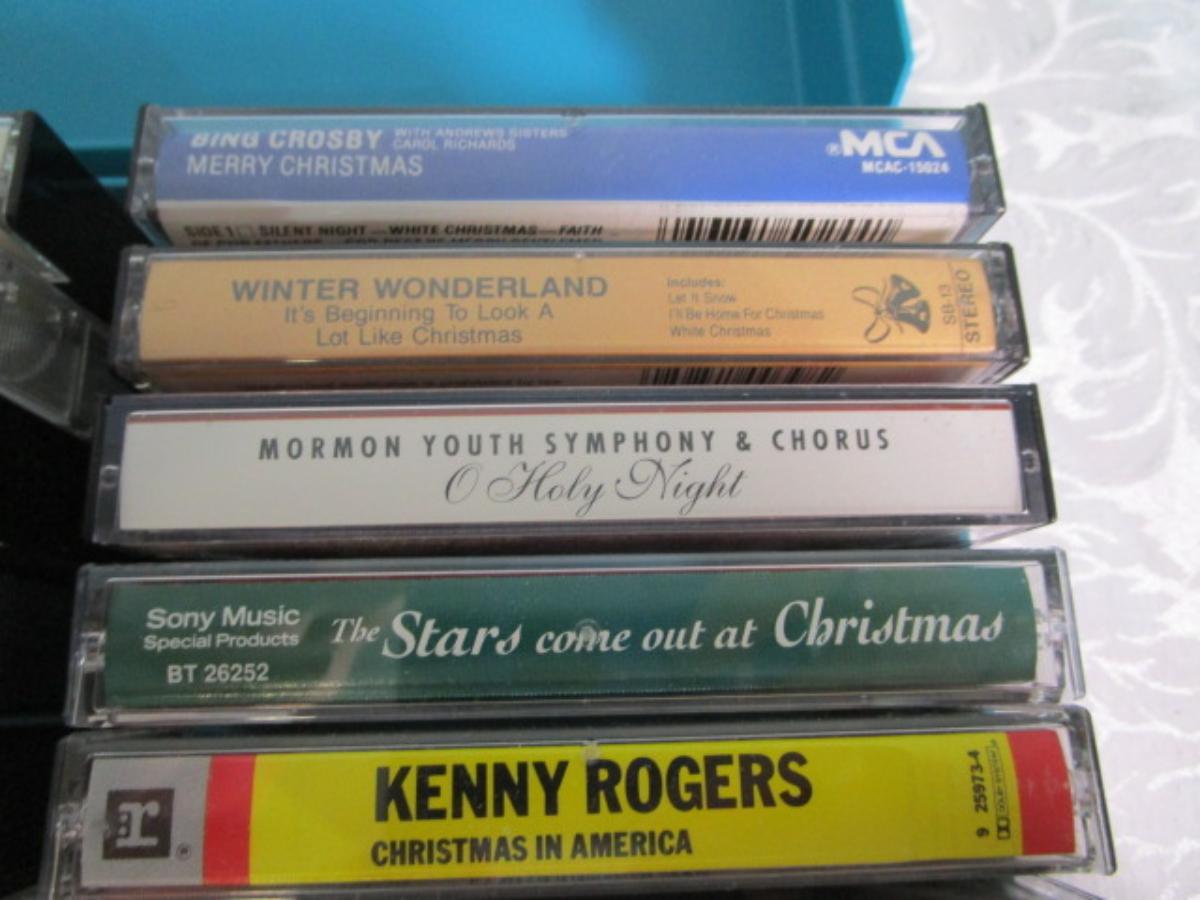 BING CROSBY WITH ANDREWS SISTERS
CAROL RICHARDS
MERRY CHRISTMAS
®MCA
MCAC-15024
SIDE 1 □ SILENT NIGHT — WHITE CHRISTMAS — FAITH
WINTER WONDERLAND
It's Beginning To Look A
Lot Like Christmas
Includes:
Let It Snow
I'll Be Home For Christmas
White Christmas
SB-13
STEREO
MORMON YOUTH SYMPHONY & CHORUS
O Holy Night
Sony Music
Special Products
BT 26252
The Stars come out at Christmas
r ®
KENNY ROGERS
CHRISTMAS IN AMERICA
9 25973-4